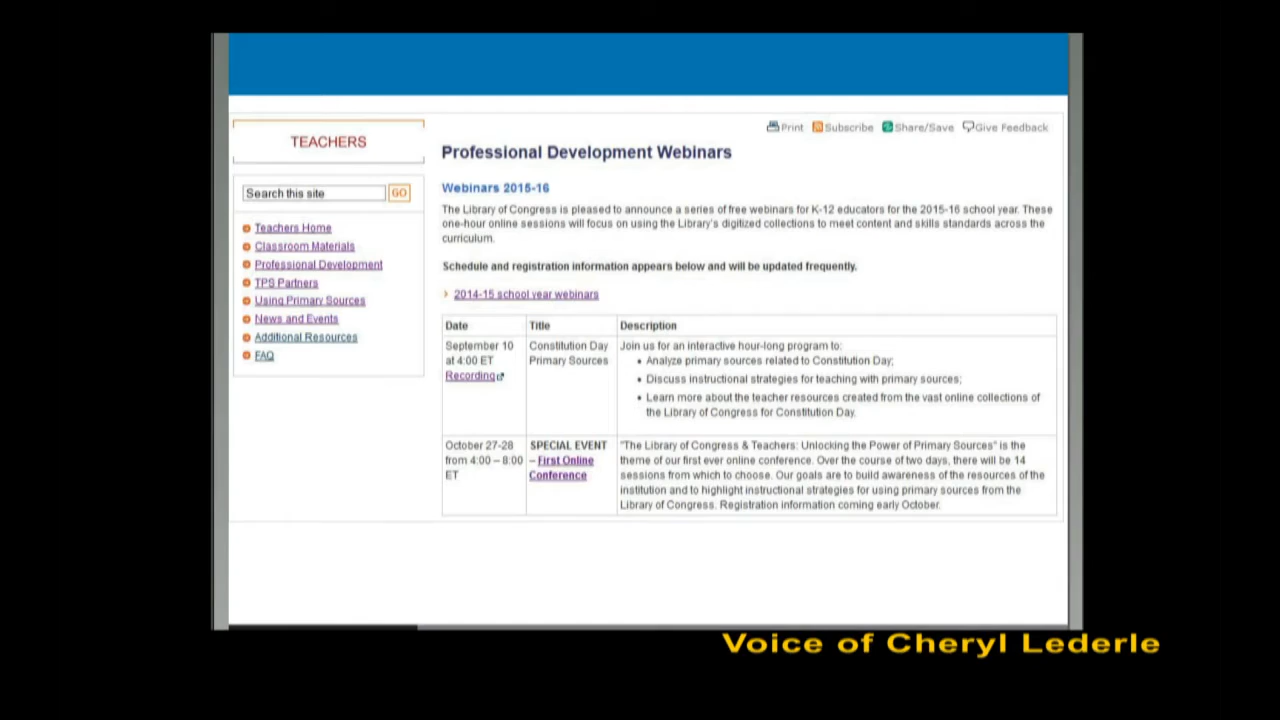 Print Subscribe Share/Save Give Feedback
TEACHERS
Professional Development Webinars
Search this site GO
Webinars 2015-16
The Library of Congress is pleased to announce a series of free webinars for K-12 educators for the 2015-16 school year. These
one-hour online sessions will focus on using the Library's digitized collections to meet content and skills standards across the
curriculum.
Teachers Home
Classroom Materials
Professional Development
TPS Partners
Using Primary Sources
News and Events
Additional Resources
FAQ
Schedule and registration information appears below and will be updated frequently.
2014-15 school year webinars
Date Title Description
September 10
at 4:00 ET
Recording
Constitution Day
Primary Sources
Join us for an interactive hour-long program to:
• Analyze primary sources related to Constitution Day;
• Discuss instructional strategies for teaching with primary sources;
• Learn more about the teacher resources created from the vast online collections of
the Library of Congress for Constitution Day.
October 27-28
from 4:00 – 8:00
ET
SPECIAL EVENT
– First Online
Conference
"The Library of Congress & Teachers: Unlocking the Power of Primary Sources" is the
theme of our first ever online conference. Over the course of two days, there will be 14
sessions from which to choose. Our goals are to build awareness of the resources of the
institution and to highlight instructional strategies for using primary sources from the
Library of Congress. Registration information coming early October.
Voice of Cheryl Lederle